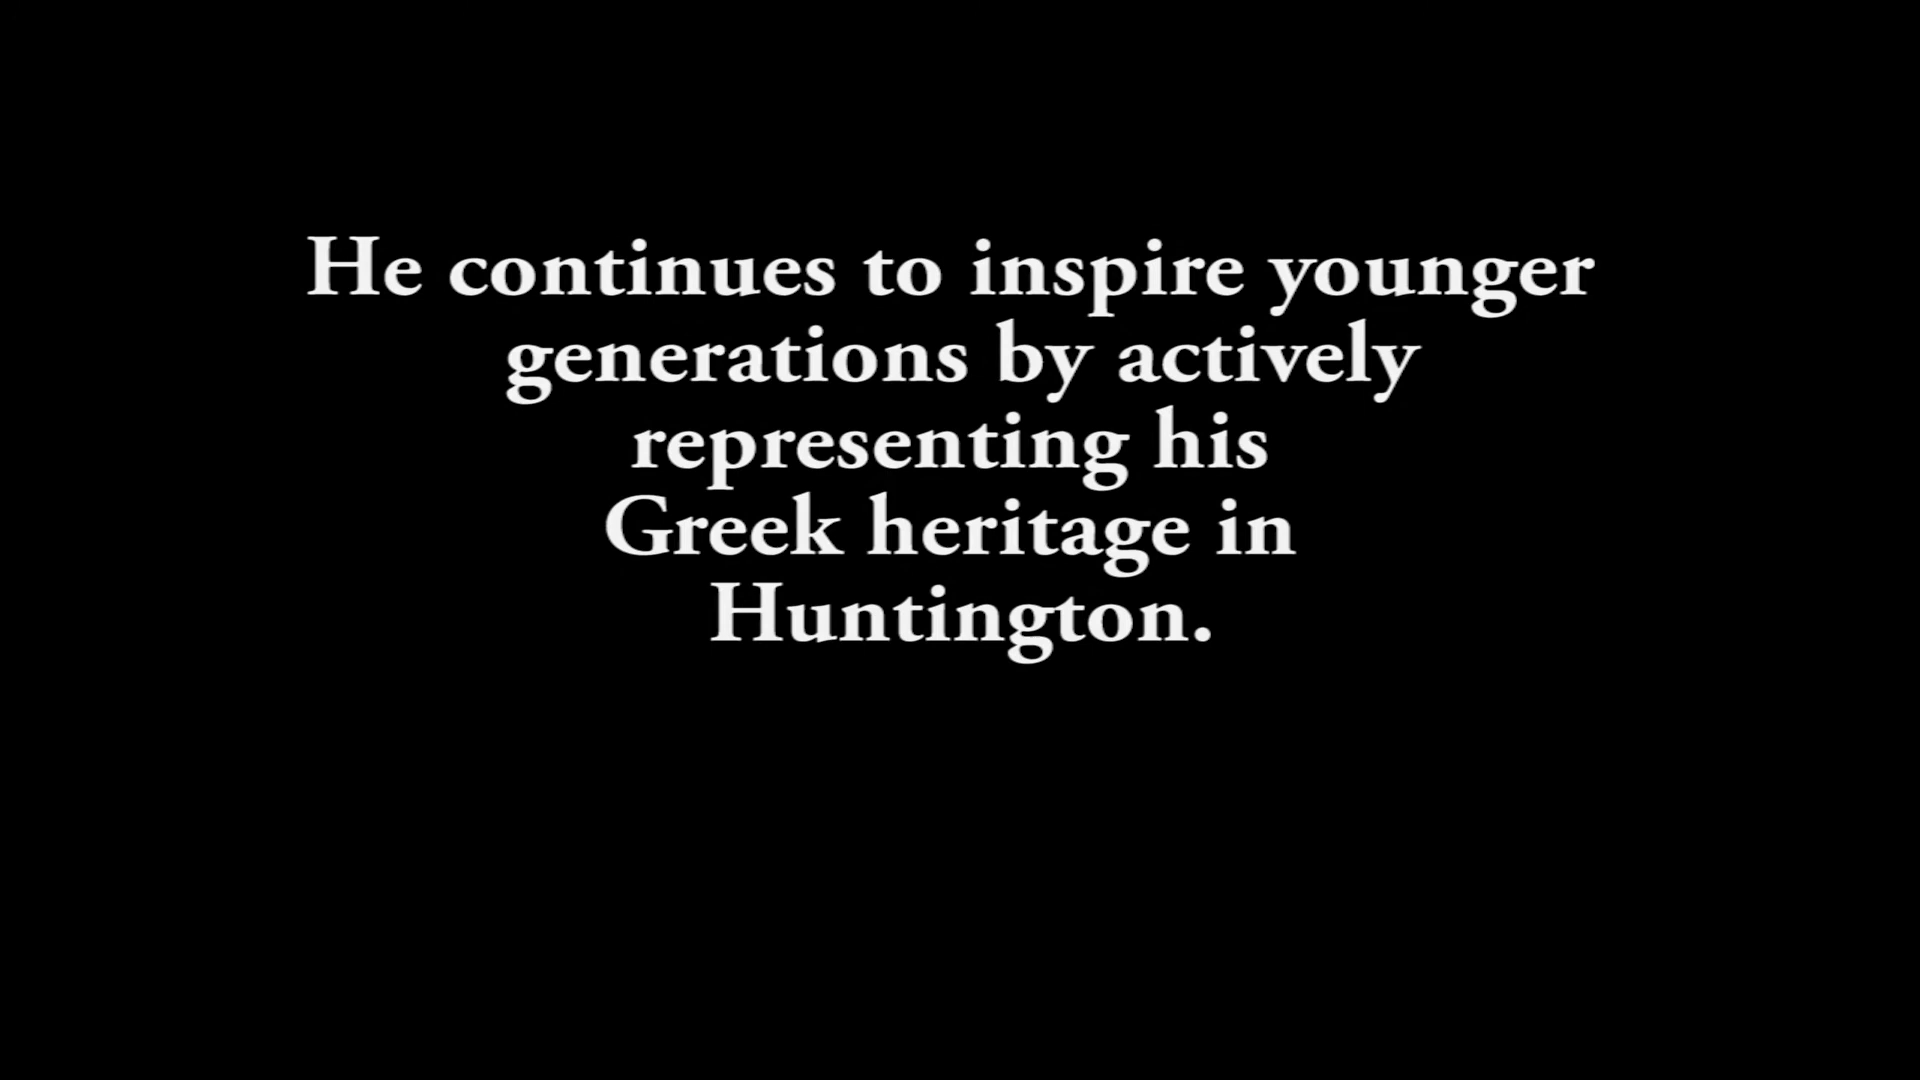 He continues to inspire younger
generations by actively
representing his
Greek heritage in
Huntington.